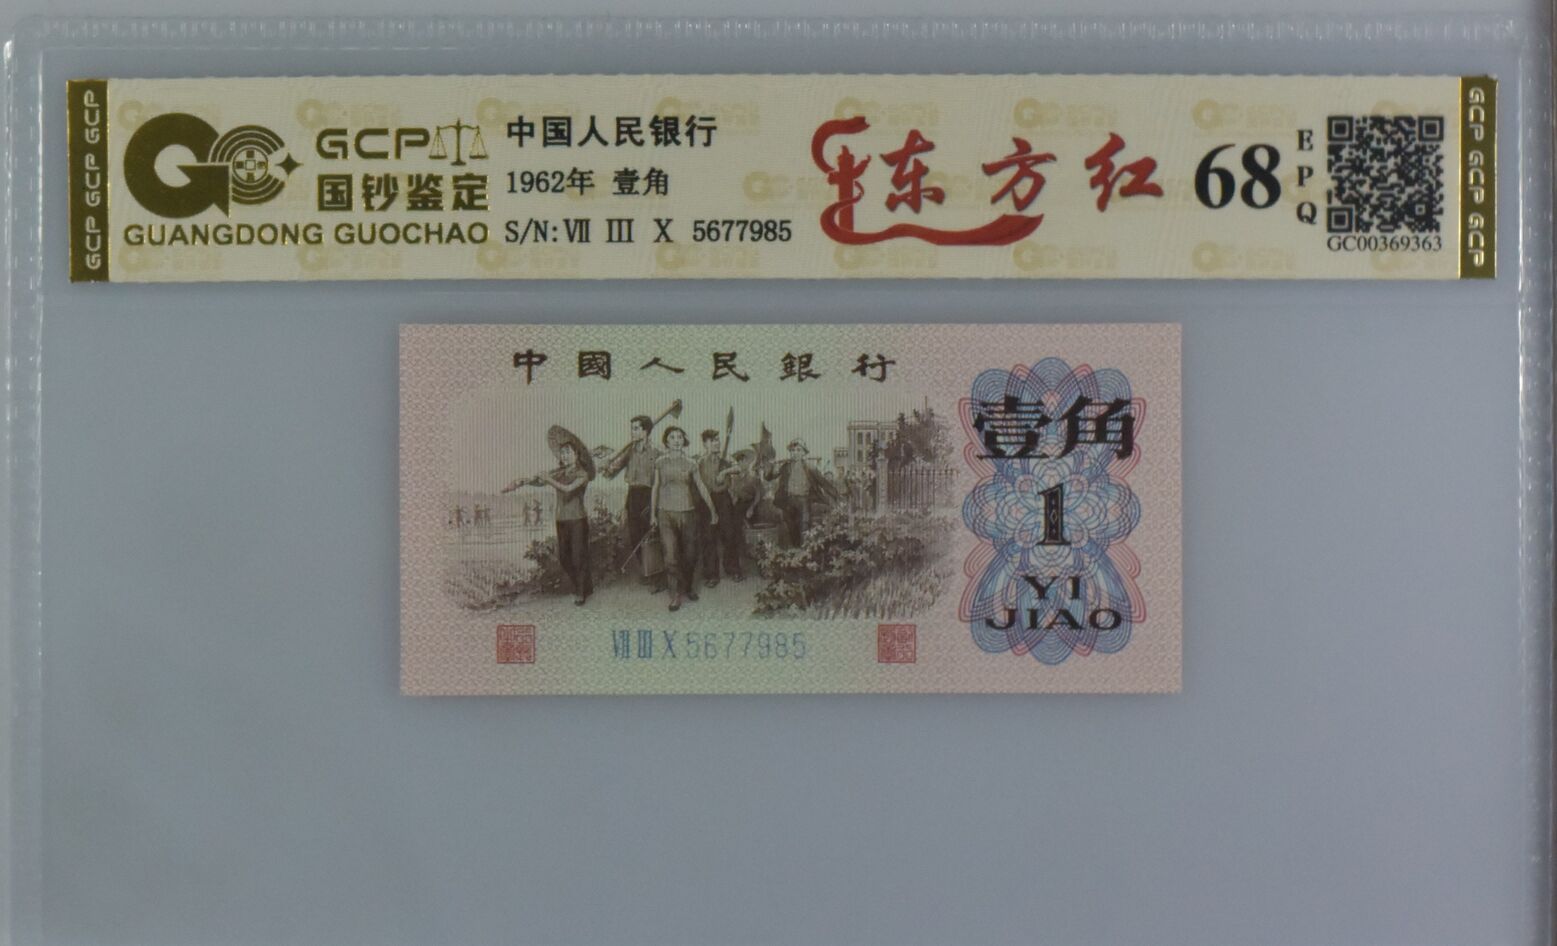 GCP GCP GCP
GCP
国钞鉴定
GUANGDONG GUOCHAO
中国人民银行
1962年 壹角
S/N: Ⅶ Ⅲ Ⅹ 5677985
东方红
68
EPQ
GC00369363
GCP GCP GCP
中國人民銀行
壹角
1
YI
JIAO
Ⅶ Ⅲ Ⅹ 5677985